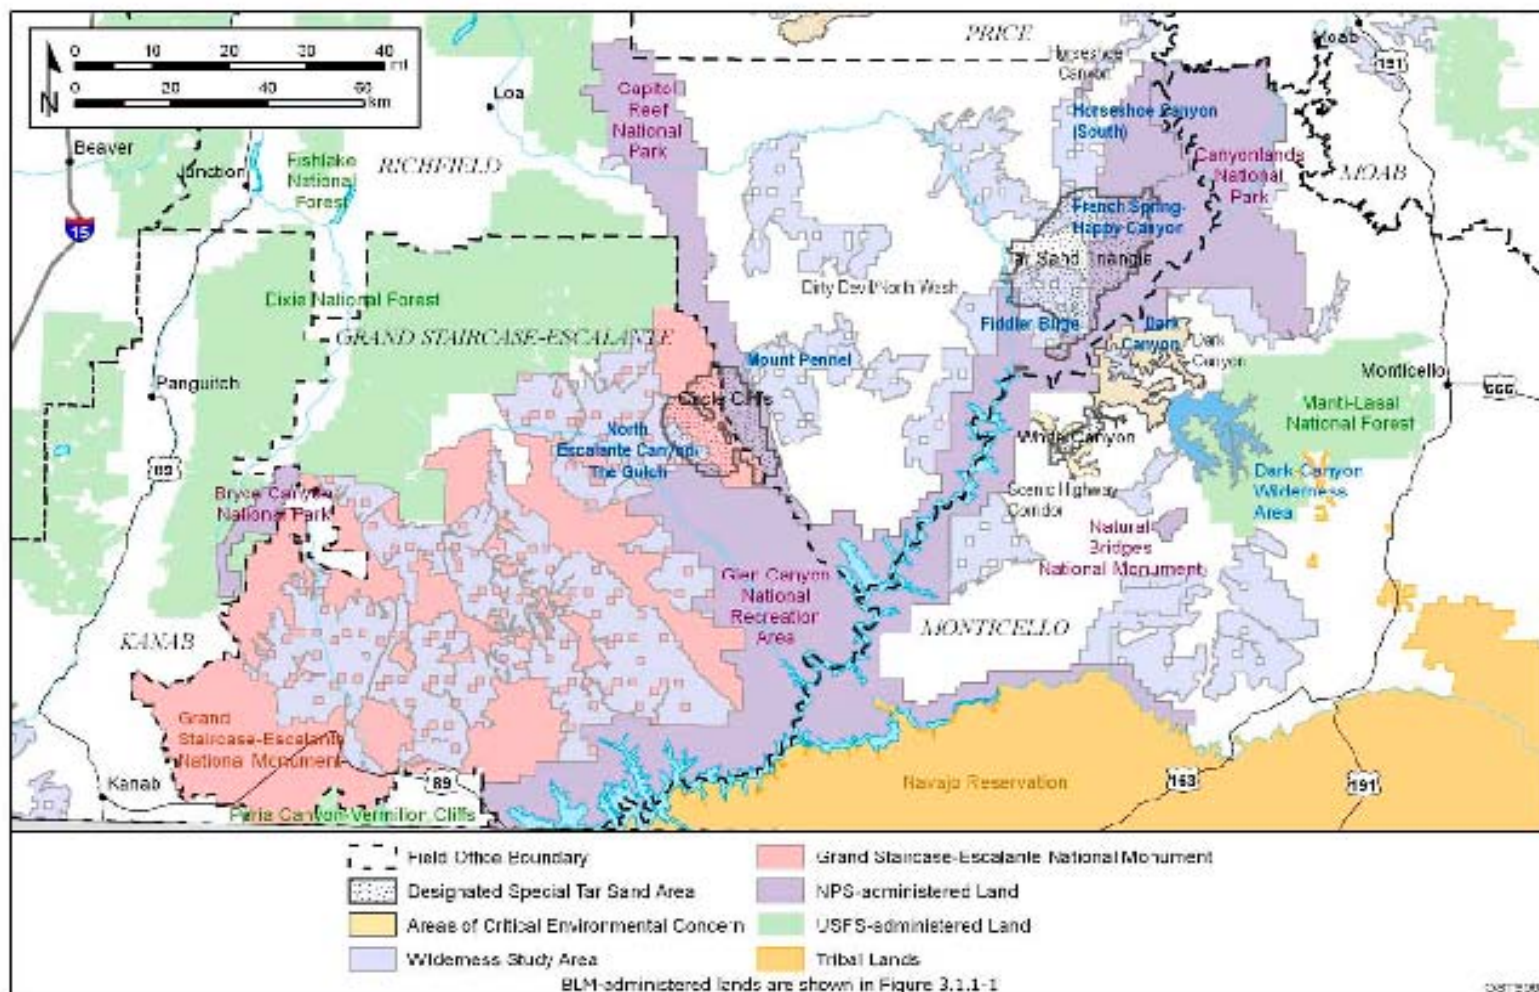 0 10 20 30 40
mi
0 20 40 60
km
N
PRICE
Moab
191
Horseshoe
Canyon
Loa
Capitol
Reef
National
Park
Horseshoe Canyon
(South)
Beaver
Junction
Fishlake
National
Forest
RICHFIELD
Canyonlands
National
Park
MOAB
15
French Spring-
Happy Canyon
Tar Sand Triangle
Dirty Devil/North Wash
Dixie National Forest
GRAND STAIRCASE-ESCALANTE
Fiddler Butte
Dark
Canyon
Dark
Canyon
Mount Pennel
Panguitch
Monticello
666
Circle Cliffs
Manti-Lasal
National Forest
North
Escalante Canyon/
The Gulch
White Canyon
89
Dark Canyon
Wilderness
Area
Scenic Highway
Corridor
Bryce Canyon
National Park
Natural
Bridges
National Monument
Glen Canyon
National
Recreation
Area
KANAB
MONTICELLO
Grand
Staircase-Escalante
National Monument
Kanab
89
Navajo Reservation
163
191
Paria Canyon-Vermilion Cliffs
Field Office Boundary
Grand Staircase-Escalante National Monument
Designated Special Tar Sand Area
NPS-administered Land
Areas of Critical Environmental Concern
USFS-administered Land
Wilderness Study Area
Tribal Lands
BLM-administered lands are shown in Figure 3.1.1-1